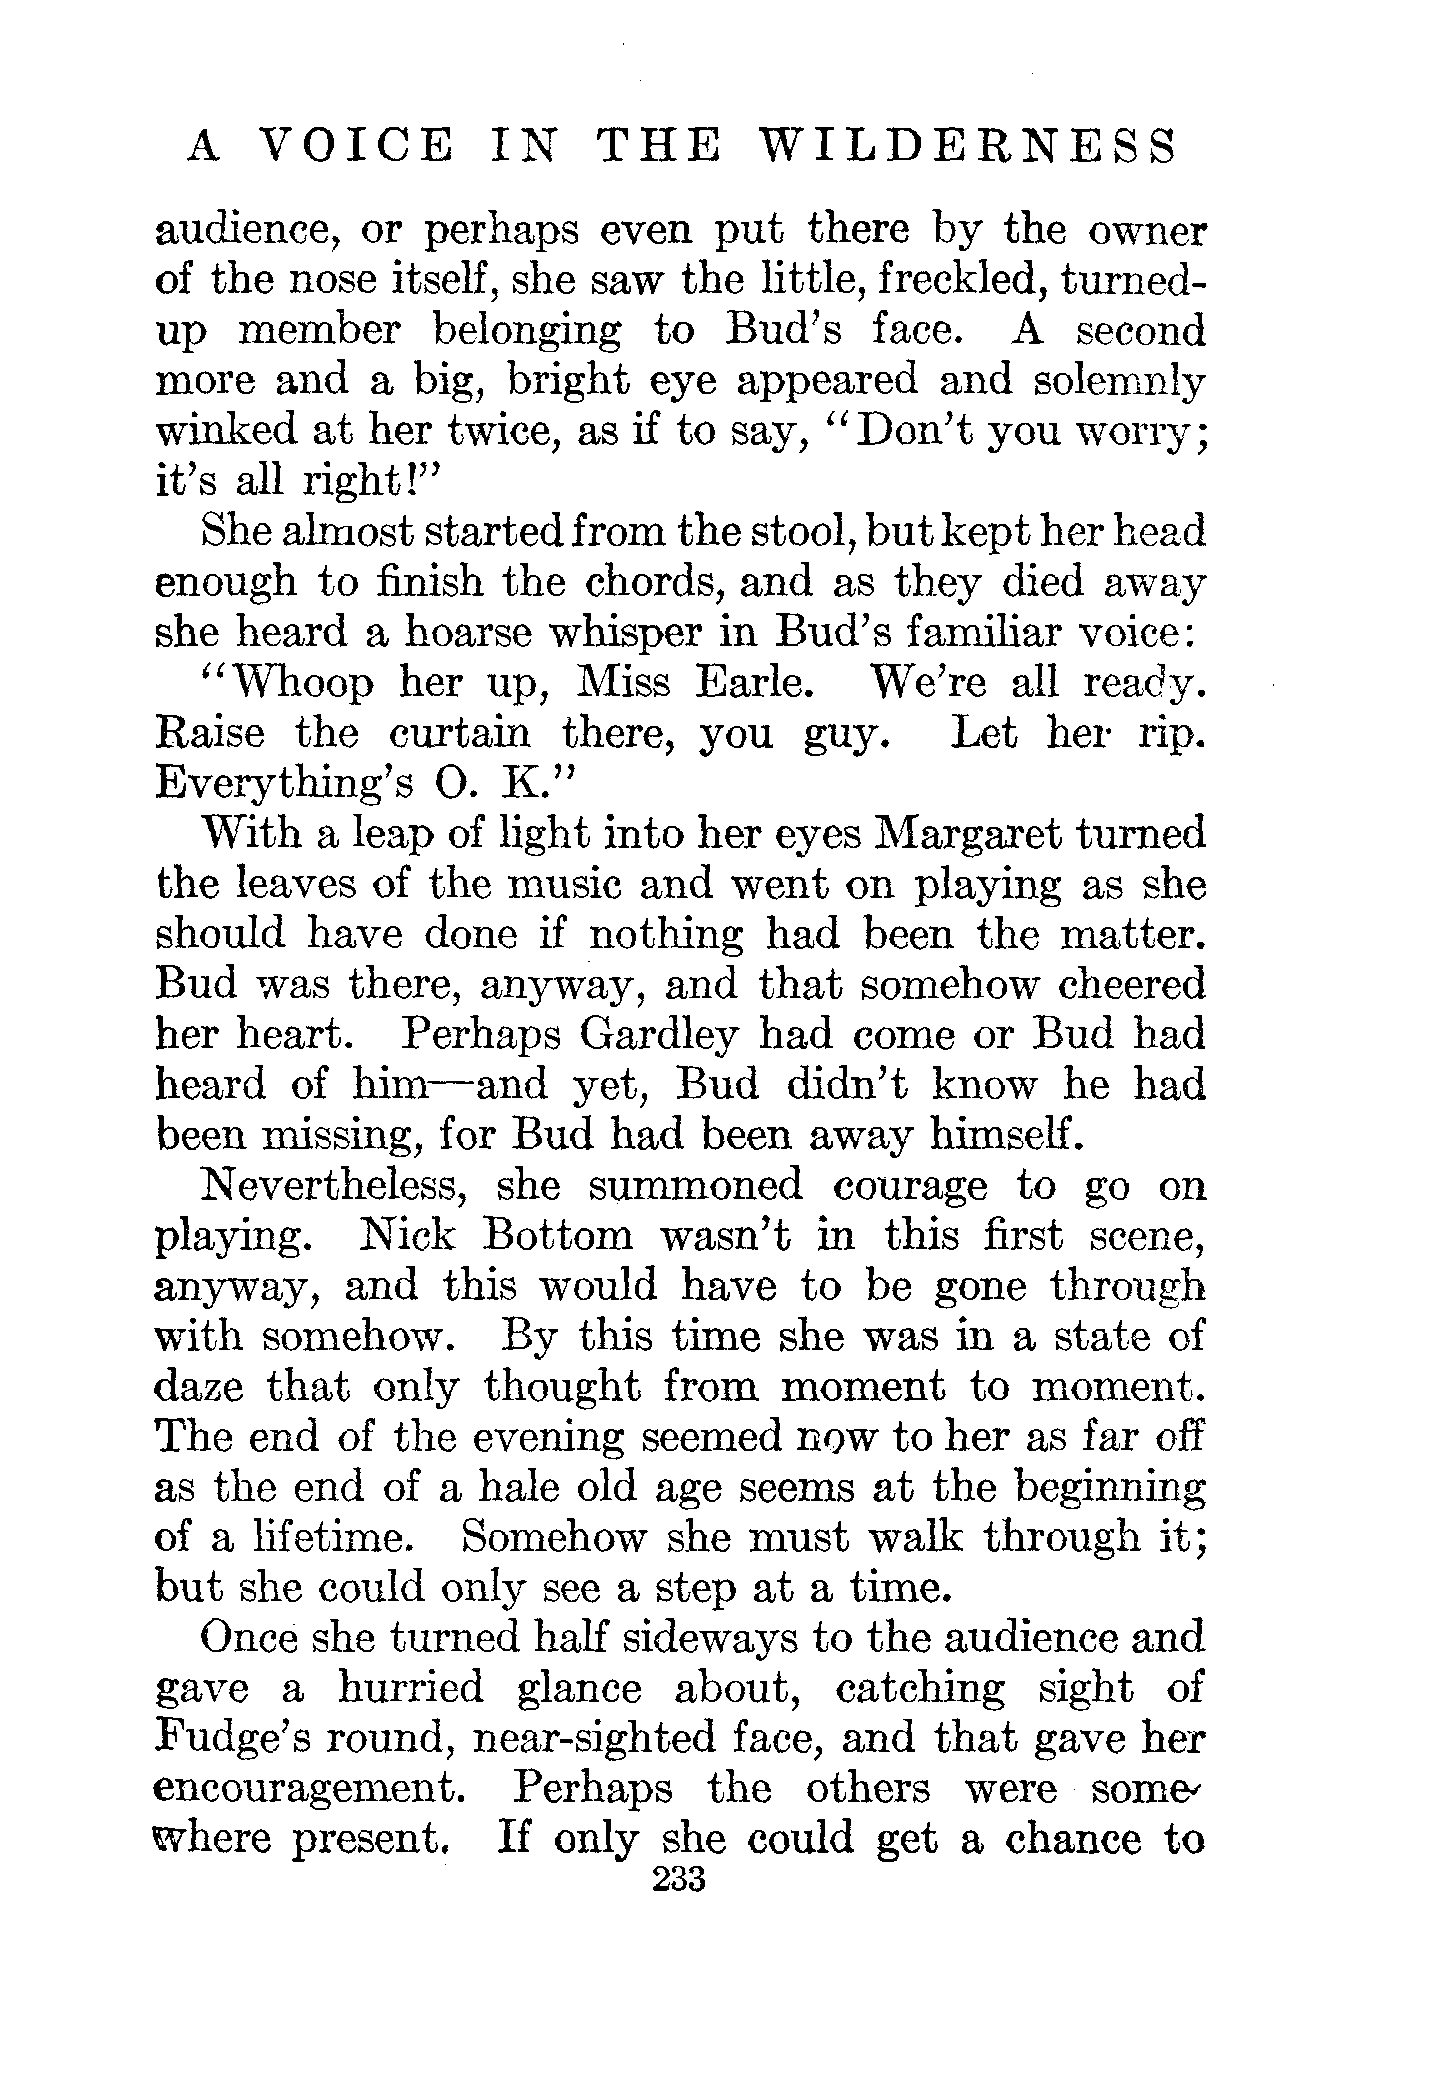 A VOICE IN THE WILDERNESS
audience, or perhaps even put there by the owner
of the nose itself, she saw the little, freckled, turned-
up member belonging to Bud's face. A second
more and a big, bright eye appeared and solemnly
winked at her twice, as if to say, "Don't you worry;
it's all right!"
She almost started from the stool, but kept her head
enough to finish the chords, and as they died away
she heard a hoarse whisper in Bud's familiar voice:
"Whoop her up, Miss Earle. We're all ready.
Raise the curtain there, you guy. Let her rip.
Everything's O. K."
With a leap of light into her eyes Margaret turned
the leaves of the music and went on playing as she
should have done if nothing had been the matter.
Bud was there, anyway, and that somehow cheered
her heart. Perhaps Gardley had come or Bud had
heard of him—and yet, Bud didn't know he had
been missing, for Bud had been away himself.
Nevertheless, she summoned courage to go on
playing. Nick Bottom wasn't in this first scene,
anyway, and this would have to be gone through
with somehow. By this time she was in a state of
daze that only thought from moment to moment.
The end of the evening seemed now to her as far off
as the end of a hale old age seems at the beginning
of a lifetime. Somehow she must walk through it;
but she could only see a step at a time.
Once she turned half sideways to the audience and
gave a hurried glance about, catching sight of
Fudge's round, near-sighted face, and that gave her
encouragement. Perhaps the others were some-
where present. If only she could get a chance to
233